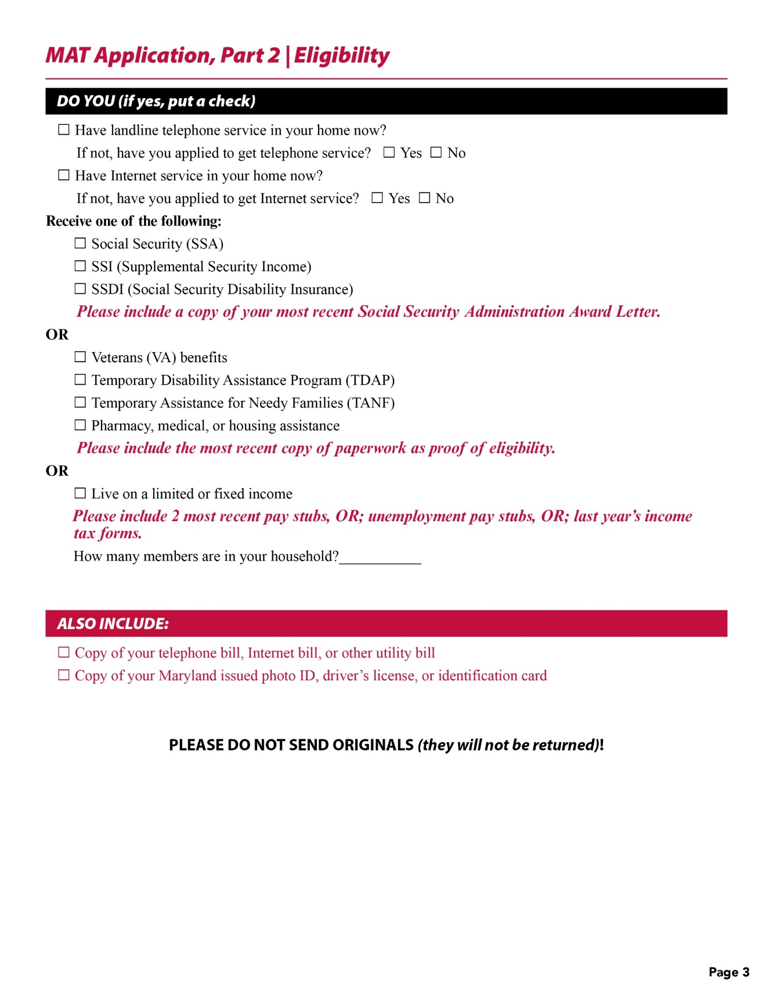 MAT Application, Part 2 | Eligibility
DO YOU (if yes, put a check)
☐ Have landline telephone service in your home now?
If not, have you applied to get telephone service? ☐ Yes ☐ No
☐ Have Internet service in your home now?
If not, have you applied to get Internet service? ☐ Yes ☐ No
Receive one of the following:
☐ Social Security (SSA)
☐ SSI (Supplemental Security Income)
☐ SSDI (Social Security Disability Insurance)
Please include a copy of your most recent Social Security Administration Award Letter.
OR
☐ Veterans (VA) benefits
☐ Temporary Disability Assistance Program (TDAP)
☐ Temporary Assistance for Needy Families (TANF)
☐ Pharmacy, medical, or housing assistance
Please include the most recent copy of paperwork as proof of eligibility.
OR
☐ Live on a limited or fixed income
Please include 2 most recent pay stubs, OR; unemployment pay stubs, OR; last year’s income
tax forms.
How many members are in your household?___________
ALSO INCLUDE:
☐ Copy of your telephone bill, Internet bill, or other utility bill
☐ Copy of your Maryland issued photo ID, driver’s license, or identification card
PLEASE DO NOT SEND ORIGINALS (they will not be returned)!
Page 3